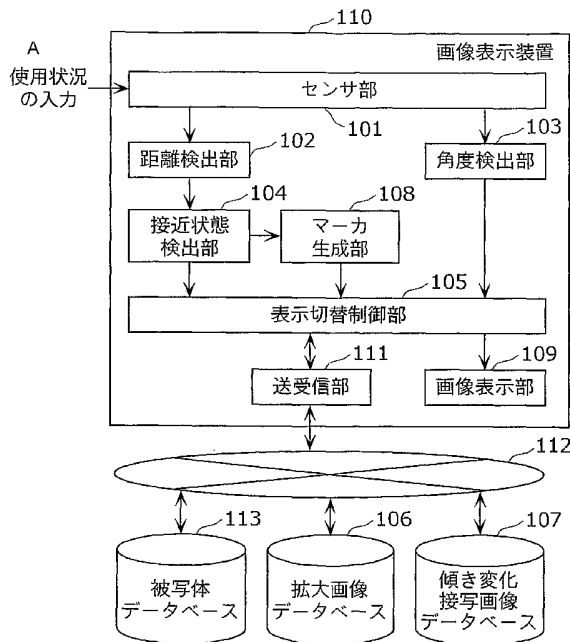 110
A
画像表示装置
使用状況
の入力
センサ部
101
102
103
距離検出部
角度検出部
104
108
接近状態
検出部
マーカ
生成部
105
表示切替制御部
111
109
送受信部
画像表示部
112
113
106
107
被写体
データベース
拡大画像
データベース
傾き変化
接写画像
データベース